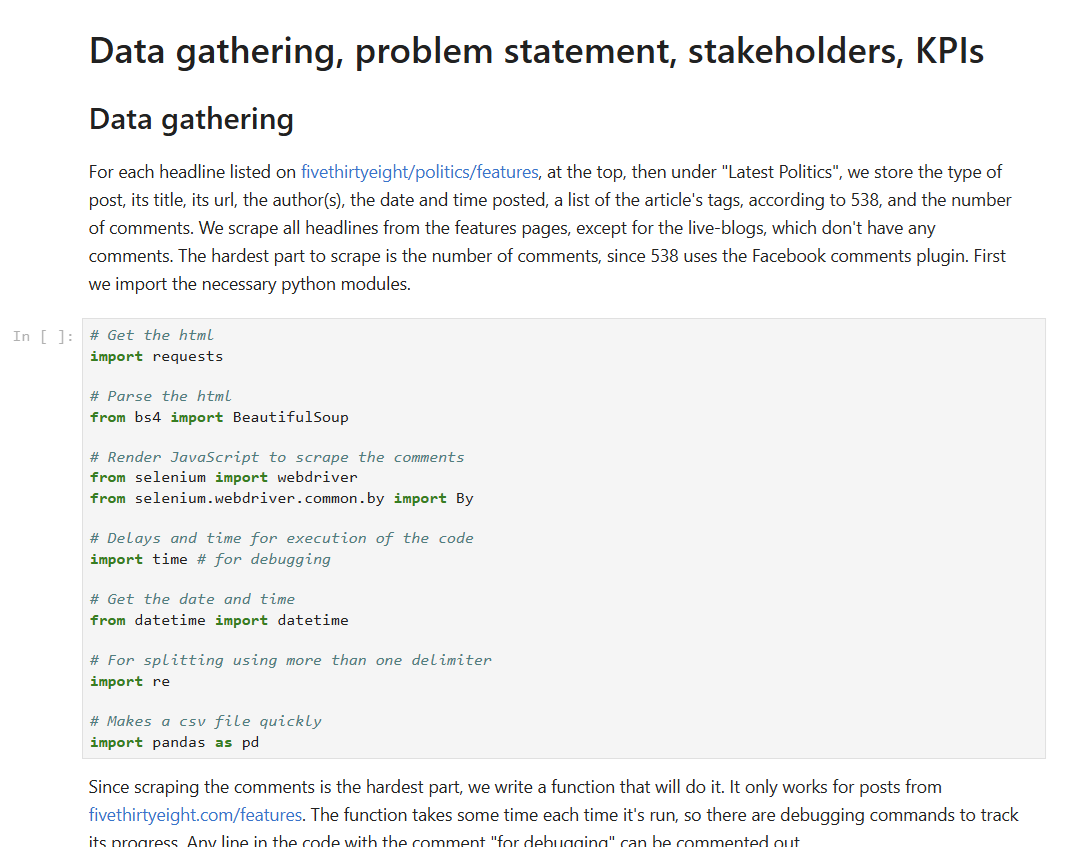 Data gathering, problem statement, stakeholders, KPIs
Data gathering
For each headline listed on fivethirtyeight/politics/features, at the top, then under "Latest Politics", we store the type of
post, its title, its url, the author(s), the date and time posted, a list of the article's tags, according to 538, and the number
of comments. We scrape all headlines from the features pages, except for the live-blogs, which don't have any
comments. The hardest part to scrape is the number of comments, since 538 uses the Facebook comments plugin. First
we import the necessary python modules.
In [ ]:
# Get the html
import requests
# Parse the html
from bs4 import BeautifulSoup
# Render JavaScript to scrape the comments
from selenium import webdriver
from selenium.webdriver.common.by import By
# Delays and time for execution of the code
import time # for debugging
# Get the date and time
from datetime import datetime
# For splitting using more than one delimiter
import re
# Makes a csv file quickly
import pandas as pd
Since scraping the comments is the hardest part, we write a function that will do it. It only works for posts from
fivethirtyeight.com/features. The function takes some time each time it's run, so there are debugging commands to track
its progress. Any line in the code with the comment "for debugging" can be commented out.